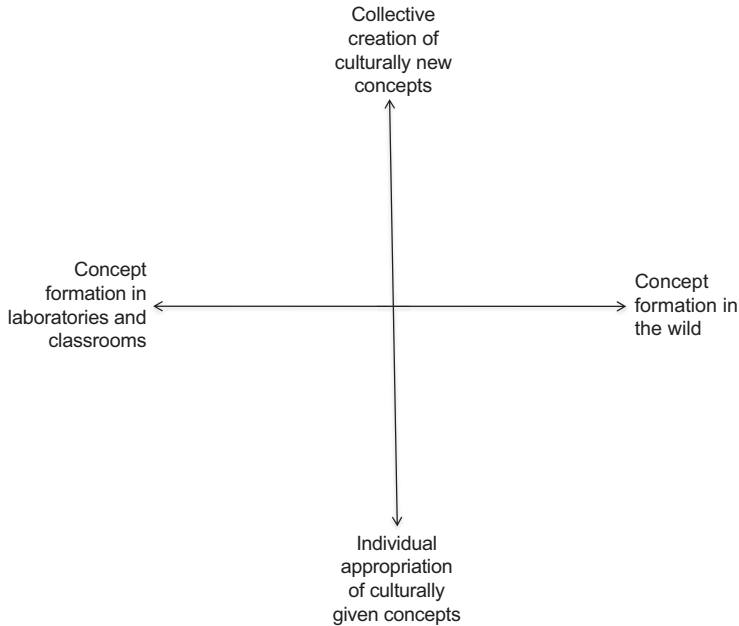 Collective
creation of
culturally new
concepts
Concept
formation in
laboratories and
classrooms
Concept
formation in
the wild
Individual
appropriation
of culturally
given concepts